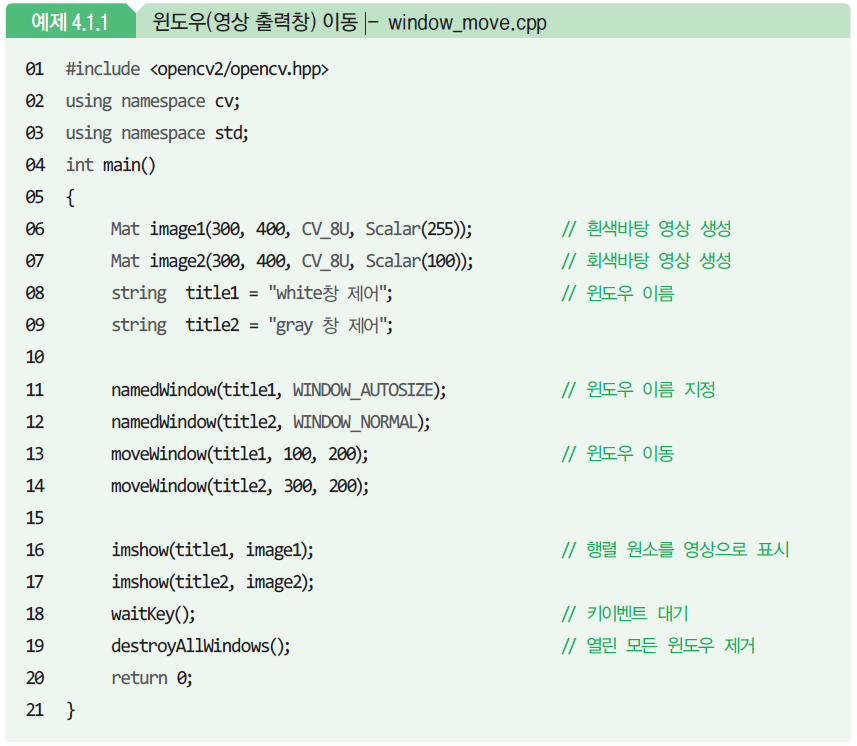 예제 4.1.1 윈도우(영상 출력창) 이동 |- window_move.cpp
01 #include <opencv2/opencv.hpp>
02 using namespace cv;
03 using namespace std;
04 int main()
05 {
06 Mat image1(300, 400, CV_8U, Scalar(255)); // 흰색바탕 영상 생성
07 Mat image2(300, 400, CV_8U, Scalar(100)); // 회색바탕 영상 생성
08 string title1 = "white창 제어"; // 윈도우 이름
09 string title2 = "gray 창 제어";
10
11 namedWindow(title1, WINDOW_AUTOSIZE); // 윈도우 이름 지정
12 namedWindow(title2, WINDOW_NORMAL);
13 moveWindow(title1, 100, 200); // 윈도우 이동
14 moveWindow(title2, 300, 200);
15
16 imshow(title1, image1); // 행렬 원소를 영상으로 표시
17 imshow(title2, image2);
18 waitKey(); // 키이벤트 대기
19 destroyAllWindows(); // 열린 모든 윈도우 제거
20 return 0;
21 }